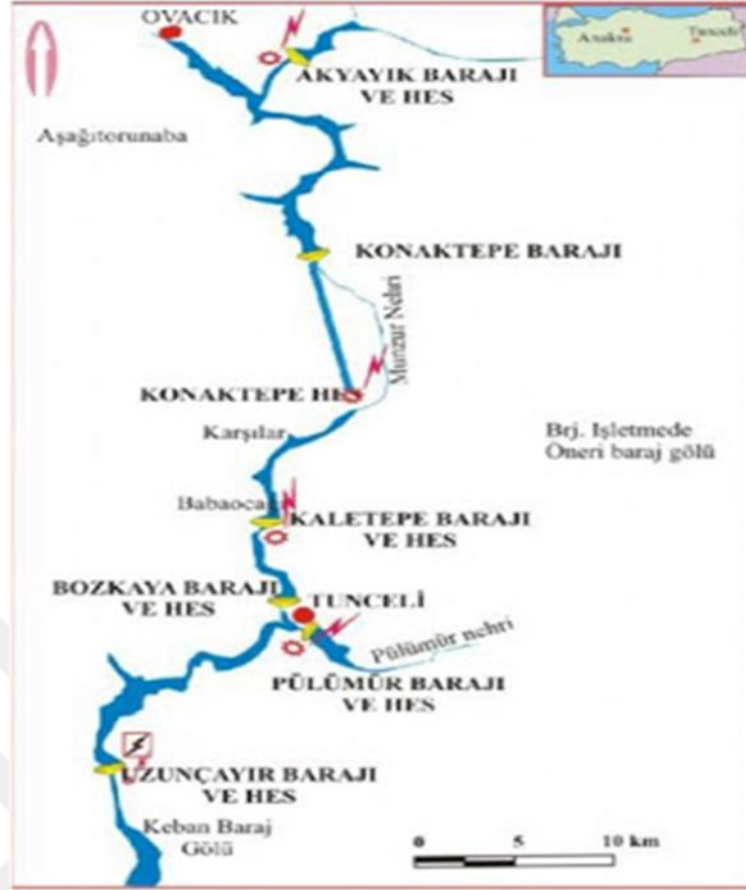 OVACIK
Ankara
Tunceli
AKYAYIK BARAJI
VE HES
Aşağıtorunaba
KONAKTEPE BARAJI
Munzur Nehri
KONAKTEPE HES
Karşılar
Brj. Işletmede
Öneri baraj gölü
Babaocağı
KALETEPE BARAJI
VE HES
BOZKAYA BARAJI
VE HES
TUNCELİ
Pülümür nehri
PÜLÜMÜR BARAJI
VE HES
UZUNÇAYIR BARAJI
VE HES
Keban Baraj
Gölü
0 5 10 km